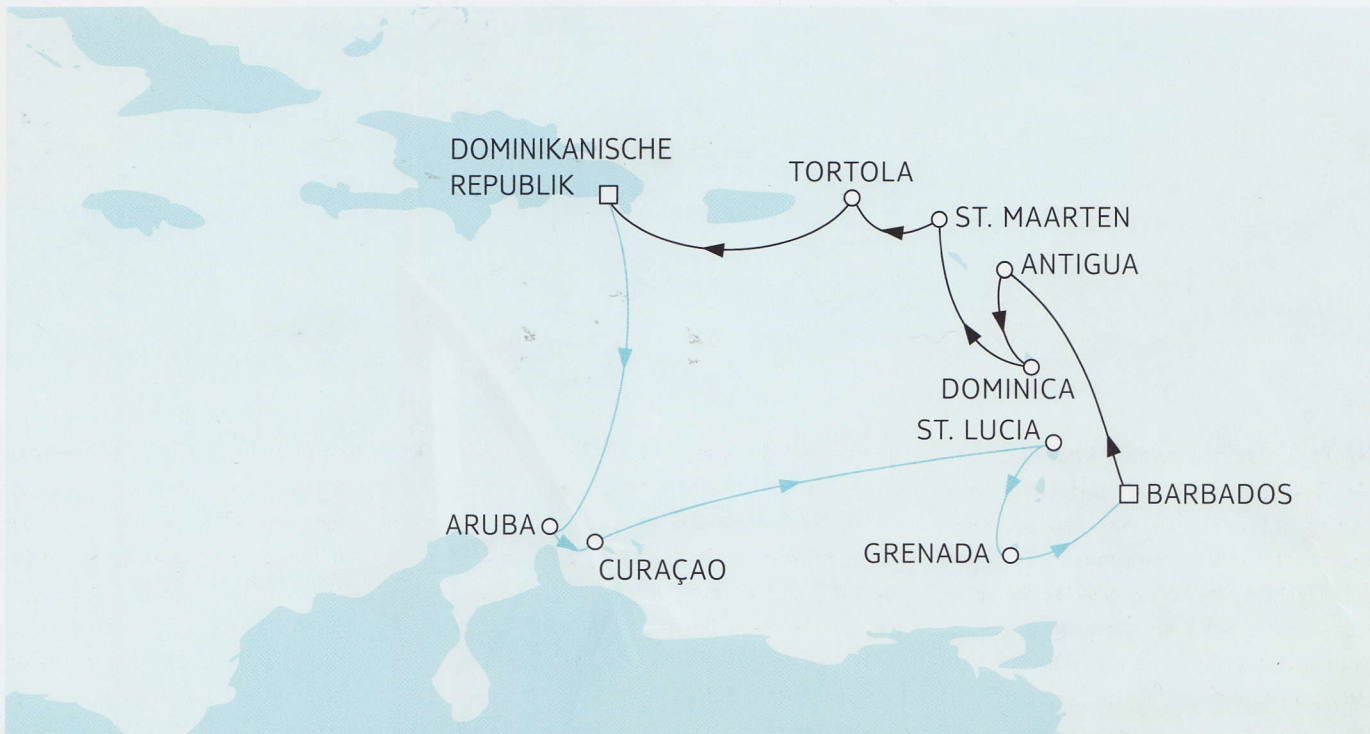 DOMINIKANISCHE
REPUBLIK
TORTOLA
ST. MAARTEN
ANTIGUA
DOMINICA
ST. LUCIA
BARBADOS
ARUBA
GRENADA
CURAÇAO